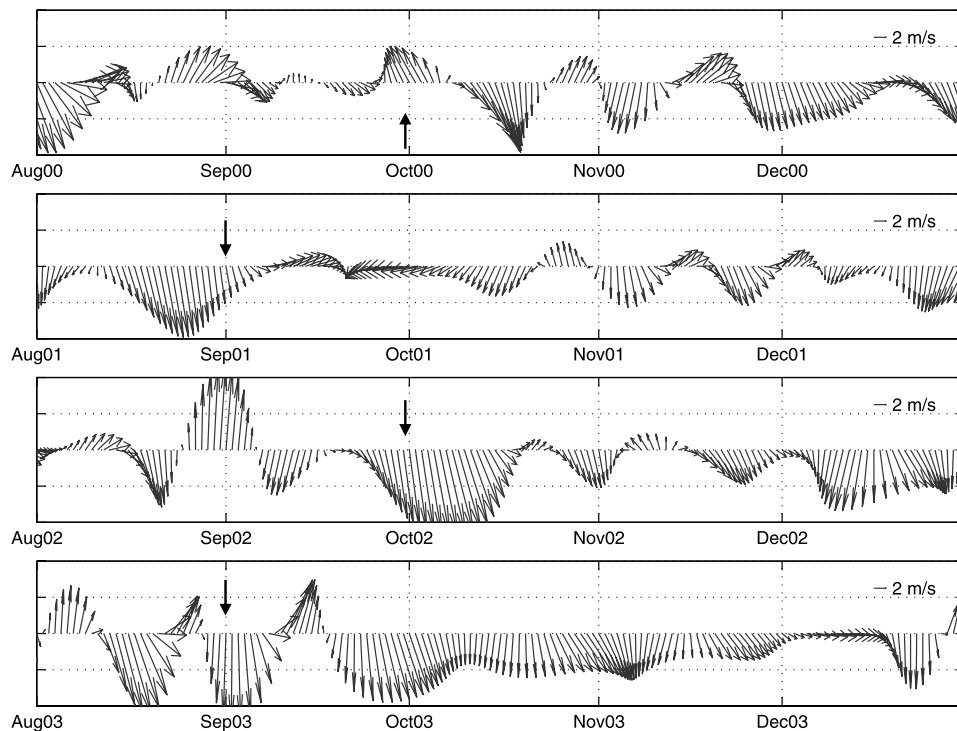 2 m/s
Aug00 Sep00 Oct00 Nov00 Dec00
2 m/s
Aug01 Sep01 Oct01 Nov01 Dec01
2 m/s
Aug02 Sep02 Oct02 Nov02 Dec02
2 m/s
Aug03 Sep03 Oct03 Nov03 Dec03